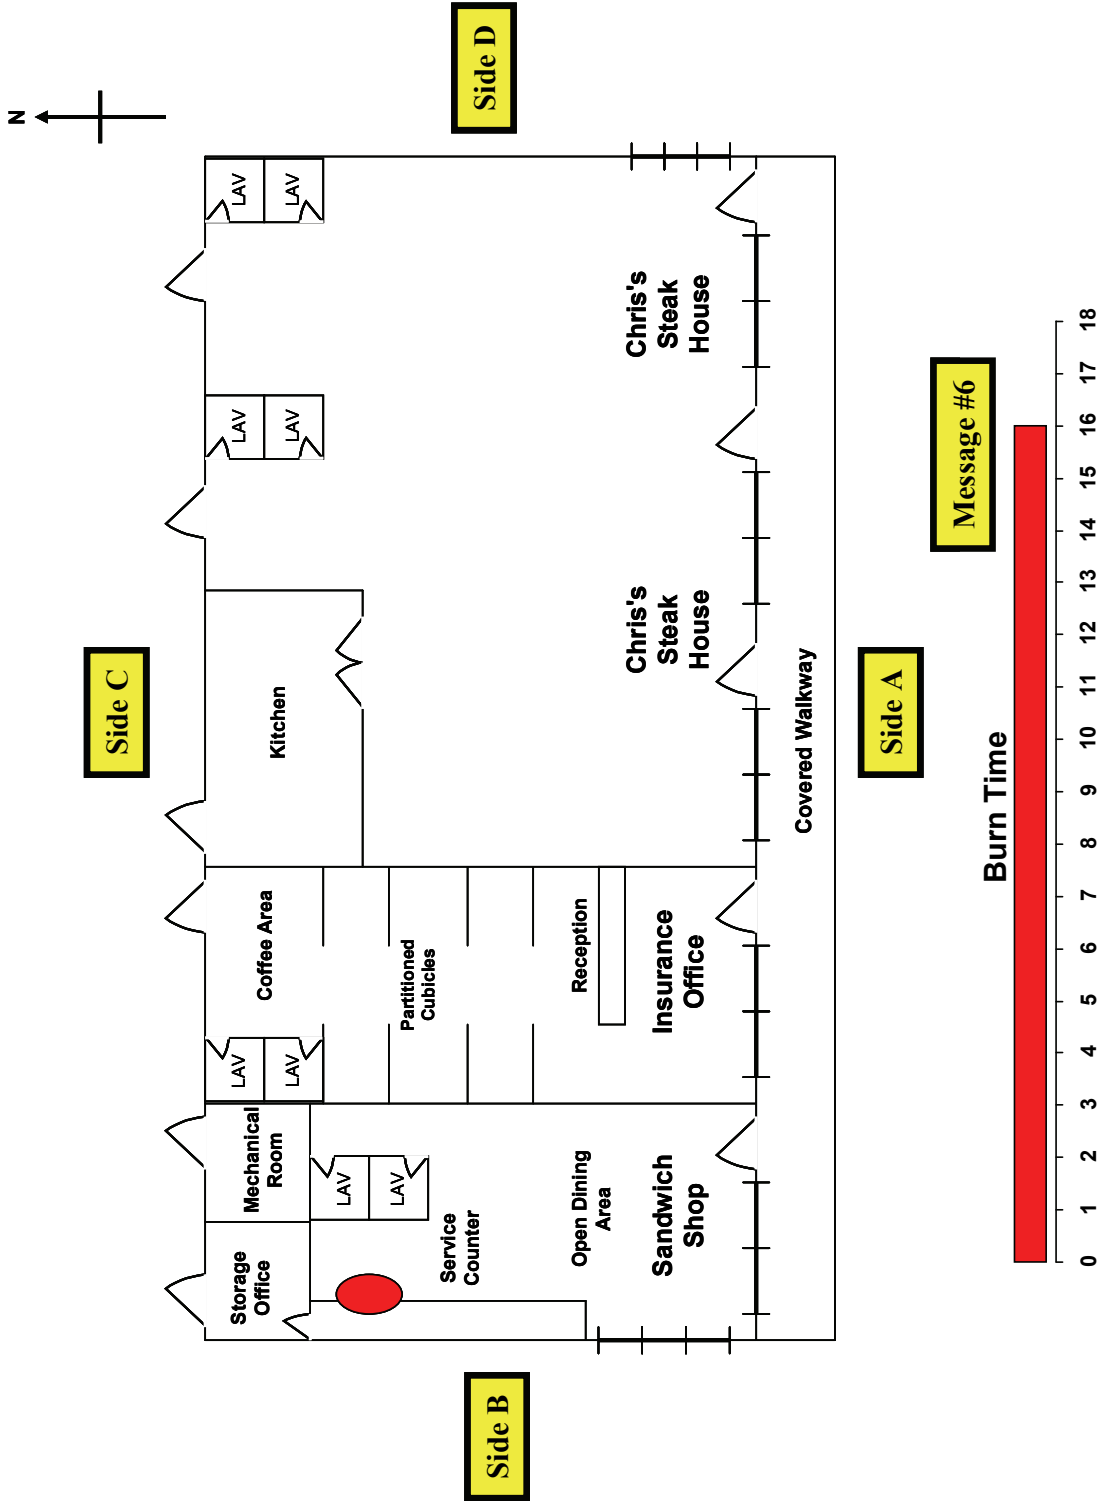 N
Side C
Side D
Side B
Side A
Storage
Office
Mechanical
Room
LAV
LAV
Coffee Area
Kitchen
LAV
LAV
LAV
LAV
LAV
LAV
Service
Counter
Partitioned
Cubicles
Open Dining
Area
Reception
Sandwich
Shop
Insurance
Office
Chris's
Steak
House
Chris's
Steak
House
Covered Walkway
Message #6
Burn Time
0 1 2 3 4 5 6 7 8 9 10 11 12 13 14 15 16 17 18